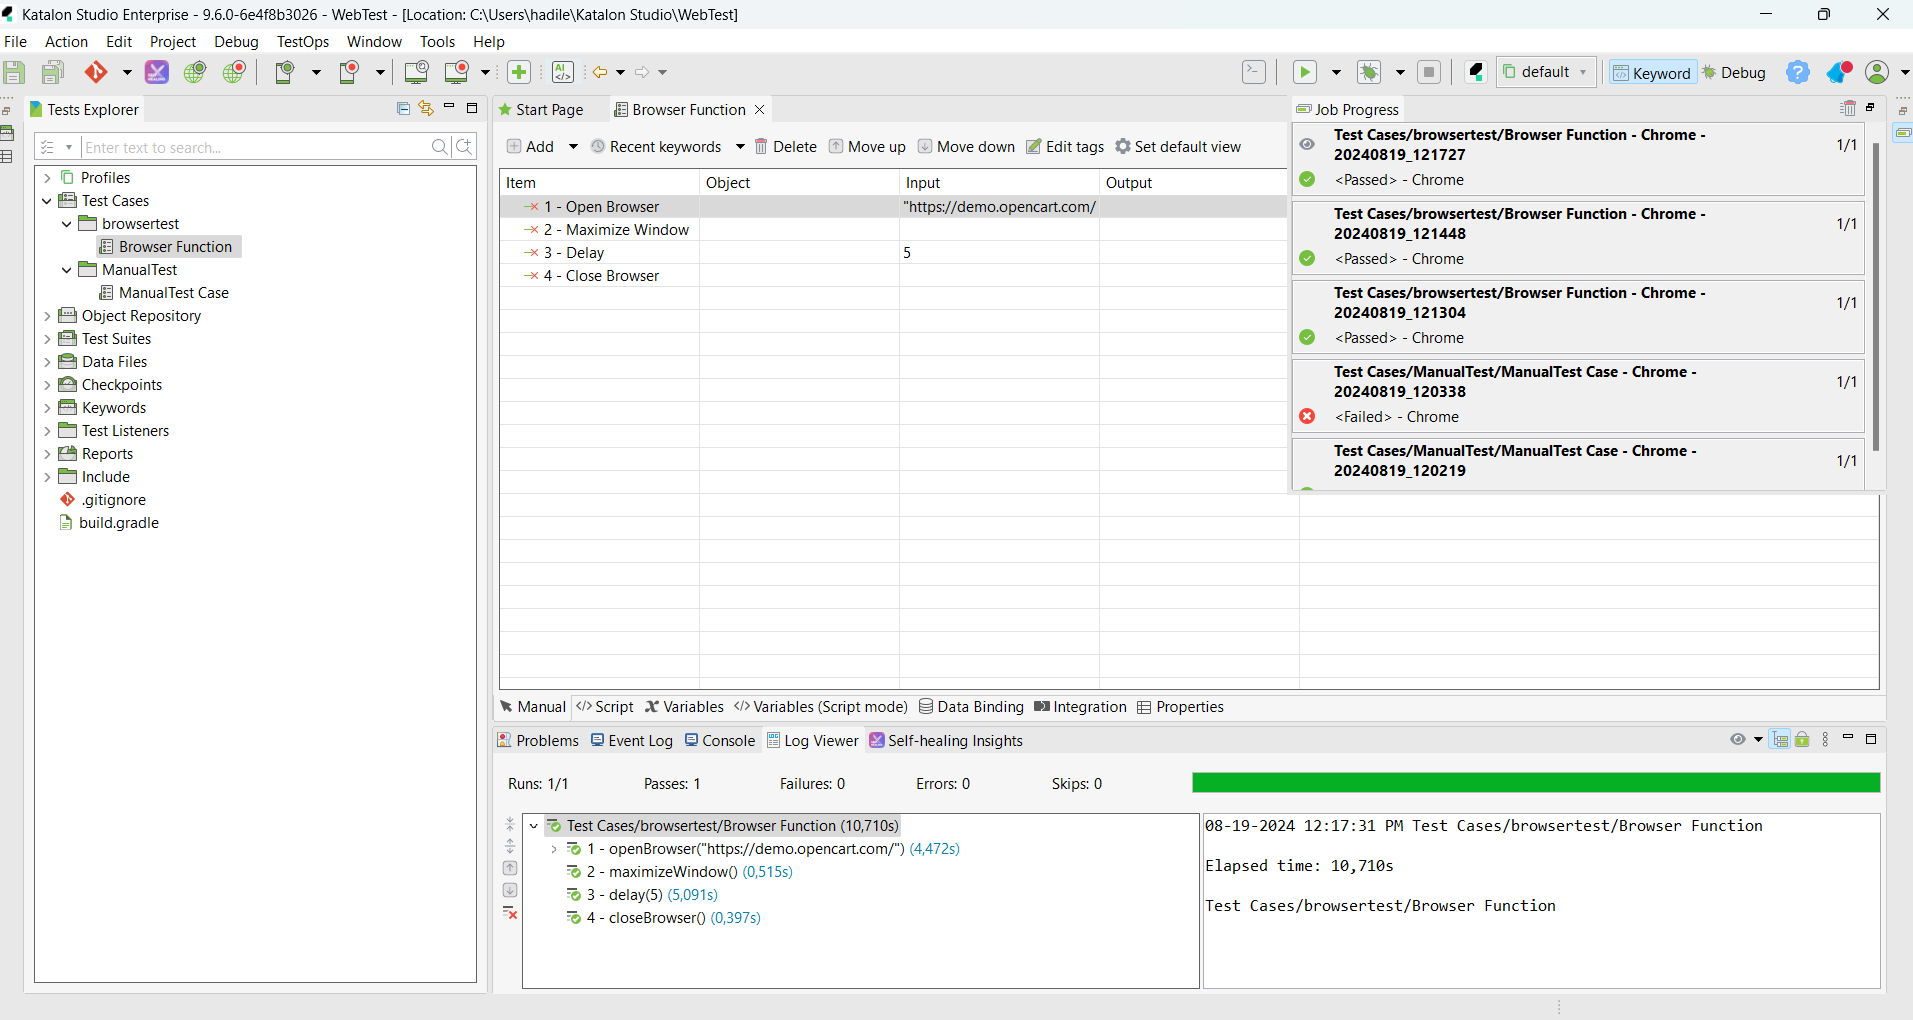 Katalon Studio Enterprise - 9.6.0-6e4f8b3026 - WebTest - [Location: C:\Users\hadile\Katalon Studio\WebTest]
File Action Edit Project Debug TestOps Window Tools Help
AI
</>
default
Keyword
Debug
Tests Explorer
Enter text to search...
Profiles
Test Cases
browsertest
Browser Function
ManualTest
ManualTest Case
Object Repository
Test Suites
Data Files
Checkpoints
Keywords
Test Listeners
Reports
Include
.gitignore
build.gradle
Start Page
Browser Function
Add Recent keywords Delete Move up Move down Edit tags Set default view
Item Object Input Output
1 - Open Browser "https://demo.opencart.com/
2 - Maximize Window
3 - Delay 5
4 - Close Browser
Job Progress
Test Cases/browsertest/Browser Function - Chrome -
20240819_121727
1/1
<Passed> - Chrome
Test Cases/browsertest/Browser Function - Chrome -
20240819_121448
1/1
<Passed> - Chrome
Test Cases/browsertest/Browser Function - Chrome -
20240819_121304
1/1
<Passed> - Chrome
Test Cases/ManualTest/ManualTest Case - Chrome -
20240819_120338
1/1
<Failed> - Chrome
Test Cases/ManualTest/ManualTest Case - Chrome -
20240819_120219
1/1
Manual </> Script Variables </> Variables (Script mode) Data Binding Integration Properties
Problems Event Log Console Log Viewer Self-healing Insights
Runs: 1/1 Passes: 1 Failures: 0 Errors: 0 Skips: 0
Test Cases/browsertest/Browser Function (10,710s)
1 - openBrowser("https://demo.opencart.com/") (4,472s)
2 - maximizeWindow() (0,515s)
3 - delay(5) (5,091s)
4 - closeBrowser() (0,397s)
08-19-2024 12:17:31 PM Test Cases/browsertest/Browser Function
Elapsed time: 10,710s
Test Cases/browsertest/Browser Function